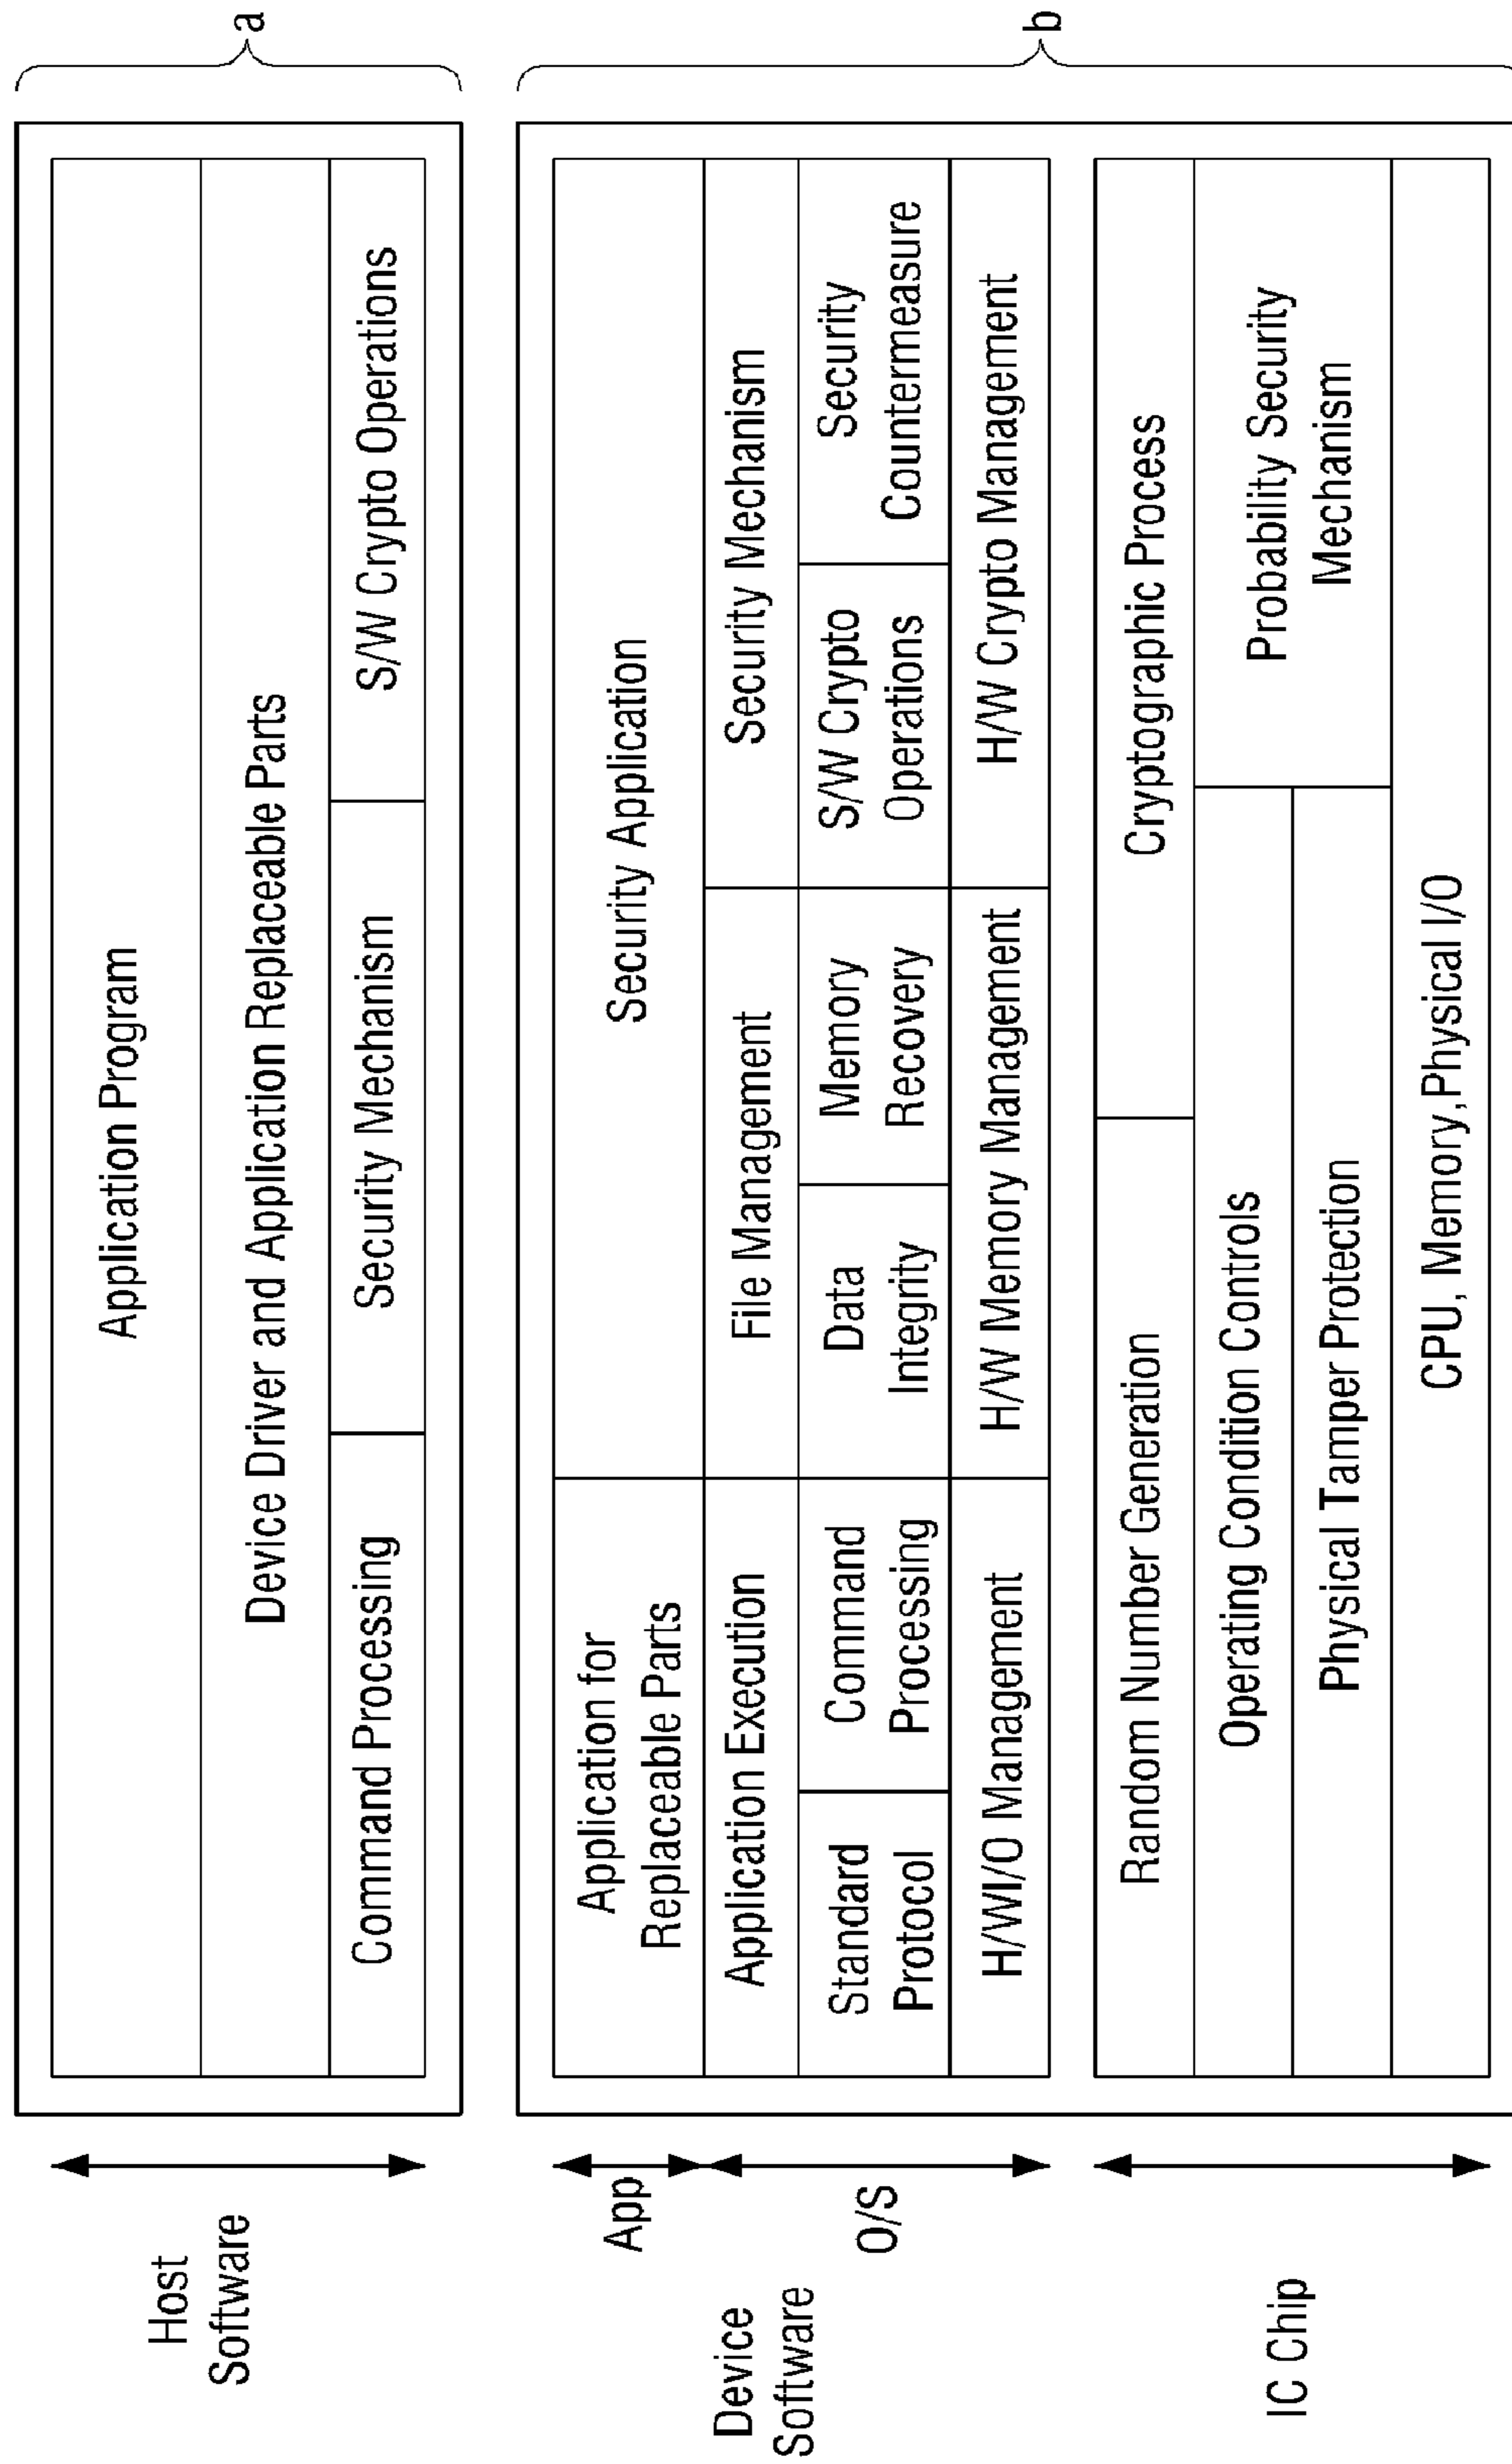 Host
Software
Application Program
Device Driver and Application Replaceable Parts
Command Processing
Security Mechanism
S/W Crypto Operations
a
Device
Software
App
O/S
Application for
Replaceable Parts
Security Application
Application Execution
File Management
Security Mechanism
Standard
Protocol
Command
Processing
Data
Integrity
Memory
Recovery
S/W Crypto
Operations
Security
Countermeasure
H/WI/O Management
H/W Memory Management
H/W Crypto Management
IC Chip
Random Number Generation
Cryptographic Process
Operating Condition Controls
Probability Security
Mechanism
Physical Tamper Protection
CPU, Memory,Physical I/O
b